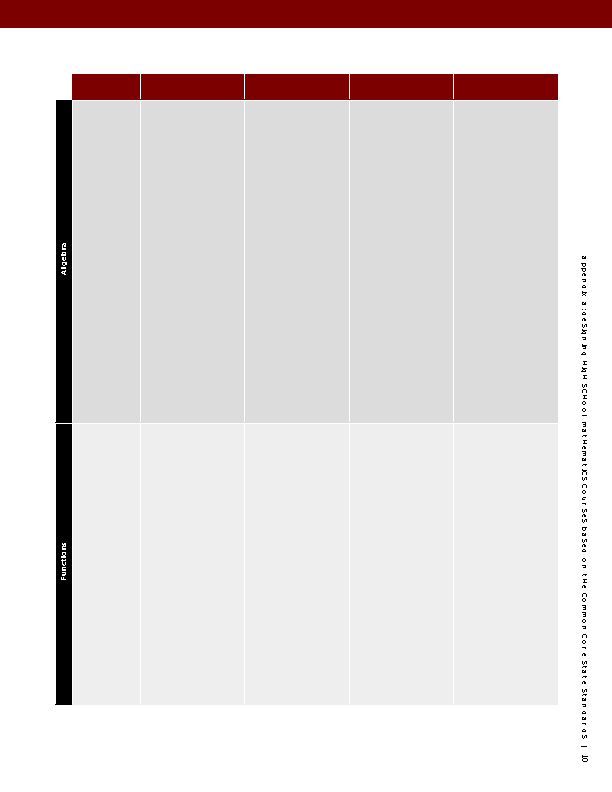 Algebra
Functions
appendix a: deSigning HigH SCHool matHematiCS CourSeS baSed on tHe Common Core State StandardS | 10